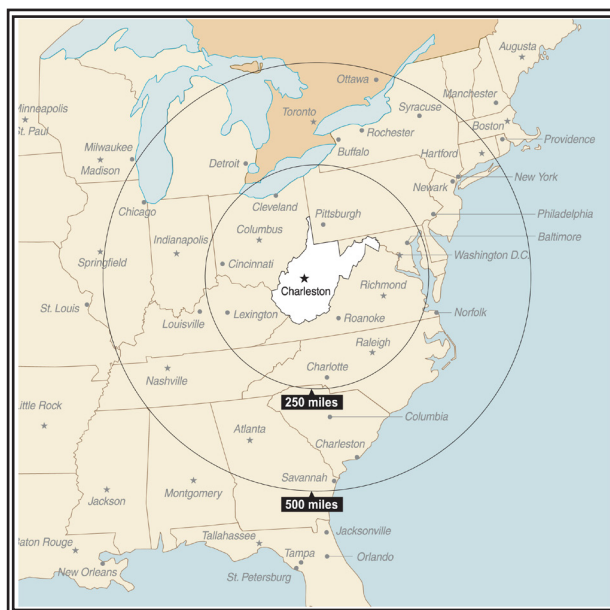 Augusta
Ottawa
Manchester
Minneapolis
St. Paul
Toronto
Syracuse
Boston
Rochester
Providence
Milwaukee
Madison
Detroit
Buffalo
Hartford
New York
Newark
Chicago
Cleveland
Pittsburgh
Philadelphia
Columbus
Indianapolis
Baltimore
Springfield
Cincinnati
Washington D.C.
Charleston
Richmond
St. Louis
Louisville
Lexington
Roanoke
Norfolk
Raleigh
Nashville
Charlotte
250 miles
Little Rock
Columbia
Atlanta
Charleston
Savannah
Montgomery
Jackson
500 miles
Jacksonville
Tallahassee
Baton Rouge
Tampa
Orlando
New Orleans
St. Petersburg